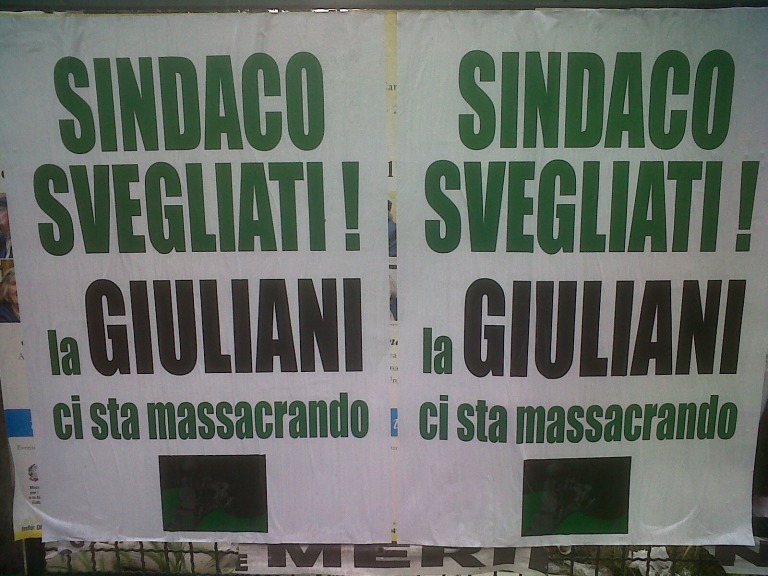 SINDACO
SVEGLIATI!
la GIULIANI
ci sta massacrando
SINDACO
SVEGLIATI!
la GIULIANI
ci sta massacrando